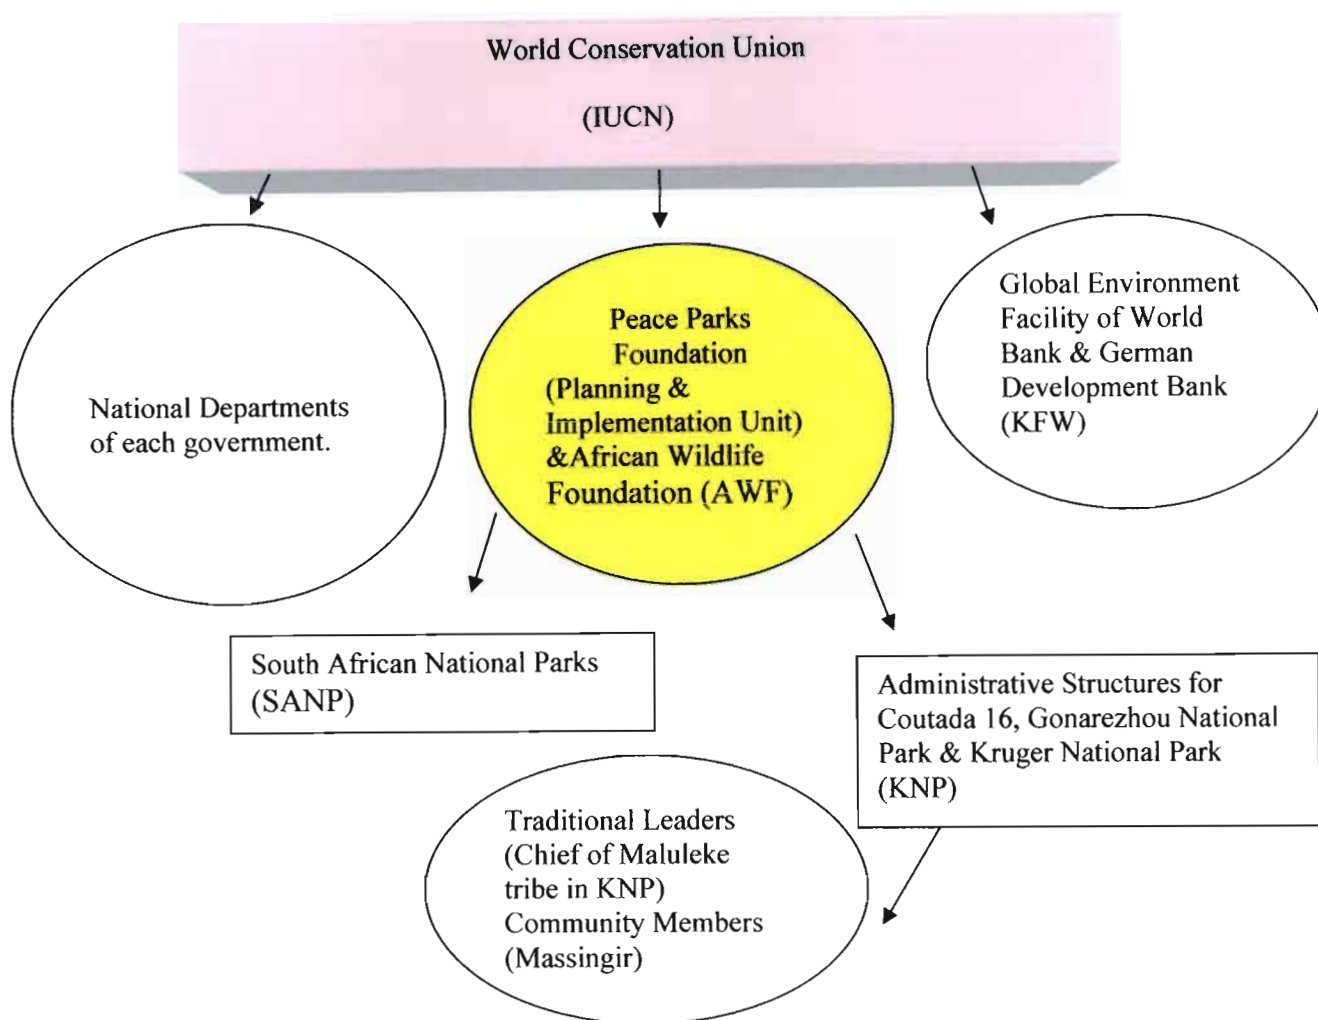 World Conservation Union
(IUCN)
National Departments
of each government.
Peace Parks
Foundation
(Planning &
Implementation Unit)
&African Wildlife
Foundation (AWF)
Global Environment
Facility of World
Bank & German
Development Bank
(KFW)
South African National Parks
(SANP)
Administrative Structures for
Coutada 16, Gonarezhou National
Park & Kruger National Park
(KNP)
Traditional Leaders
(Chief of Maluleke
tribe in KNP)
Community Members
(Massingir)